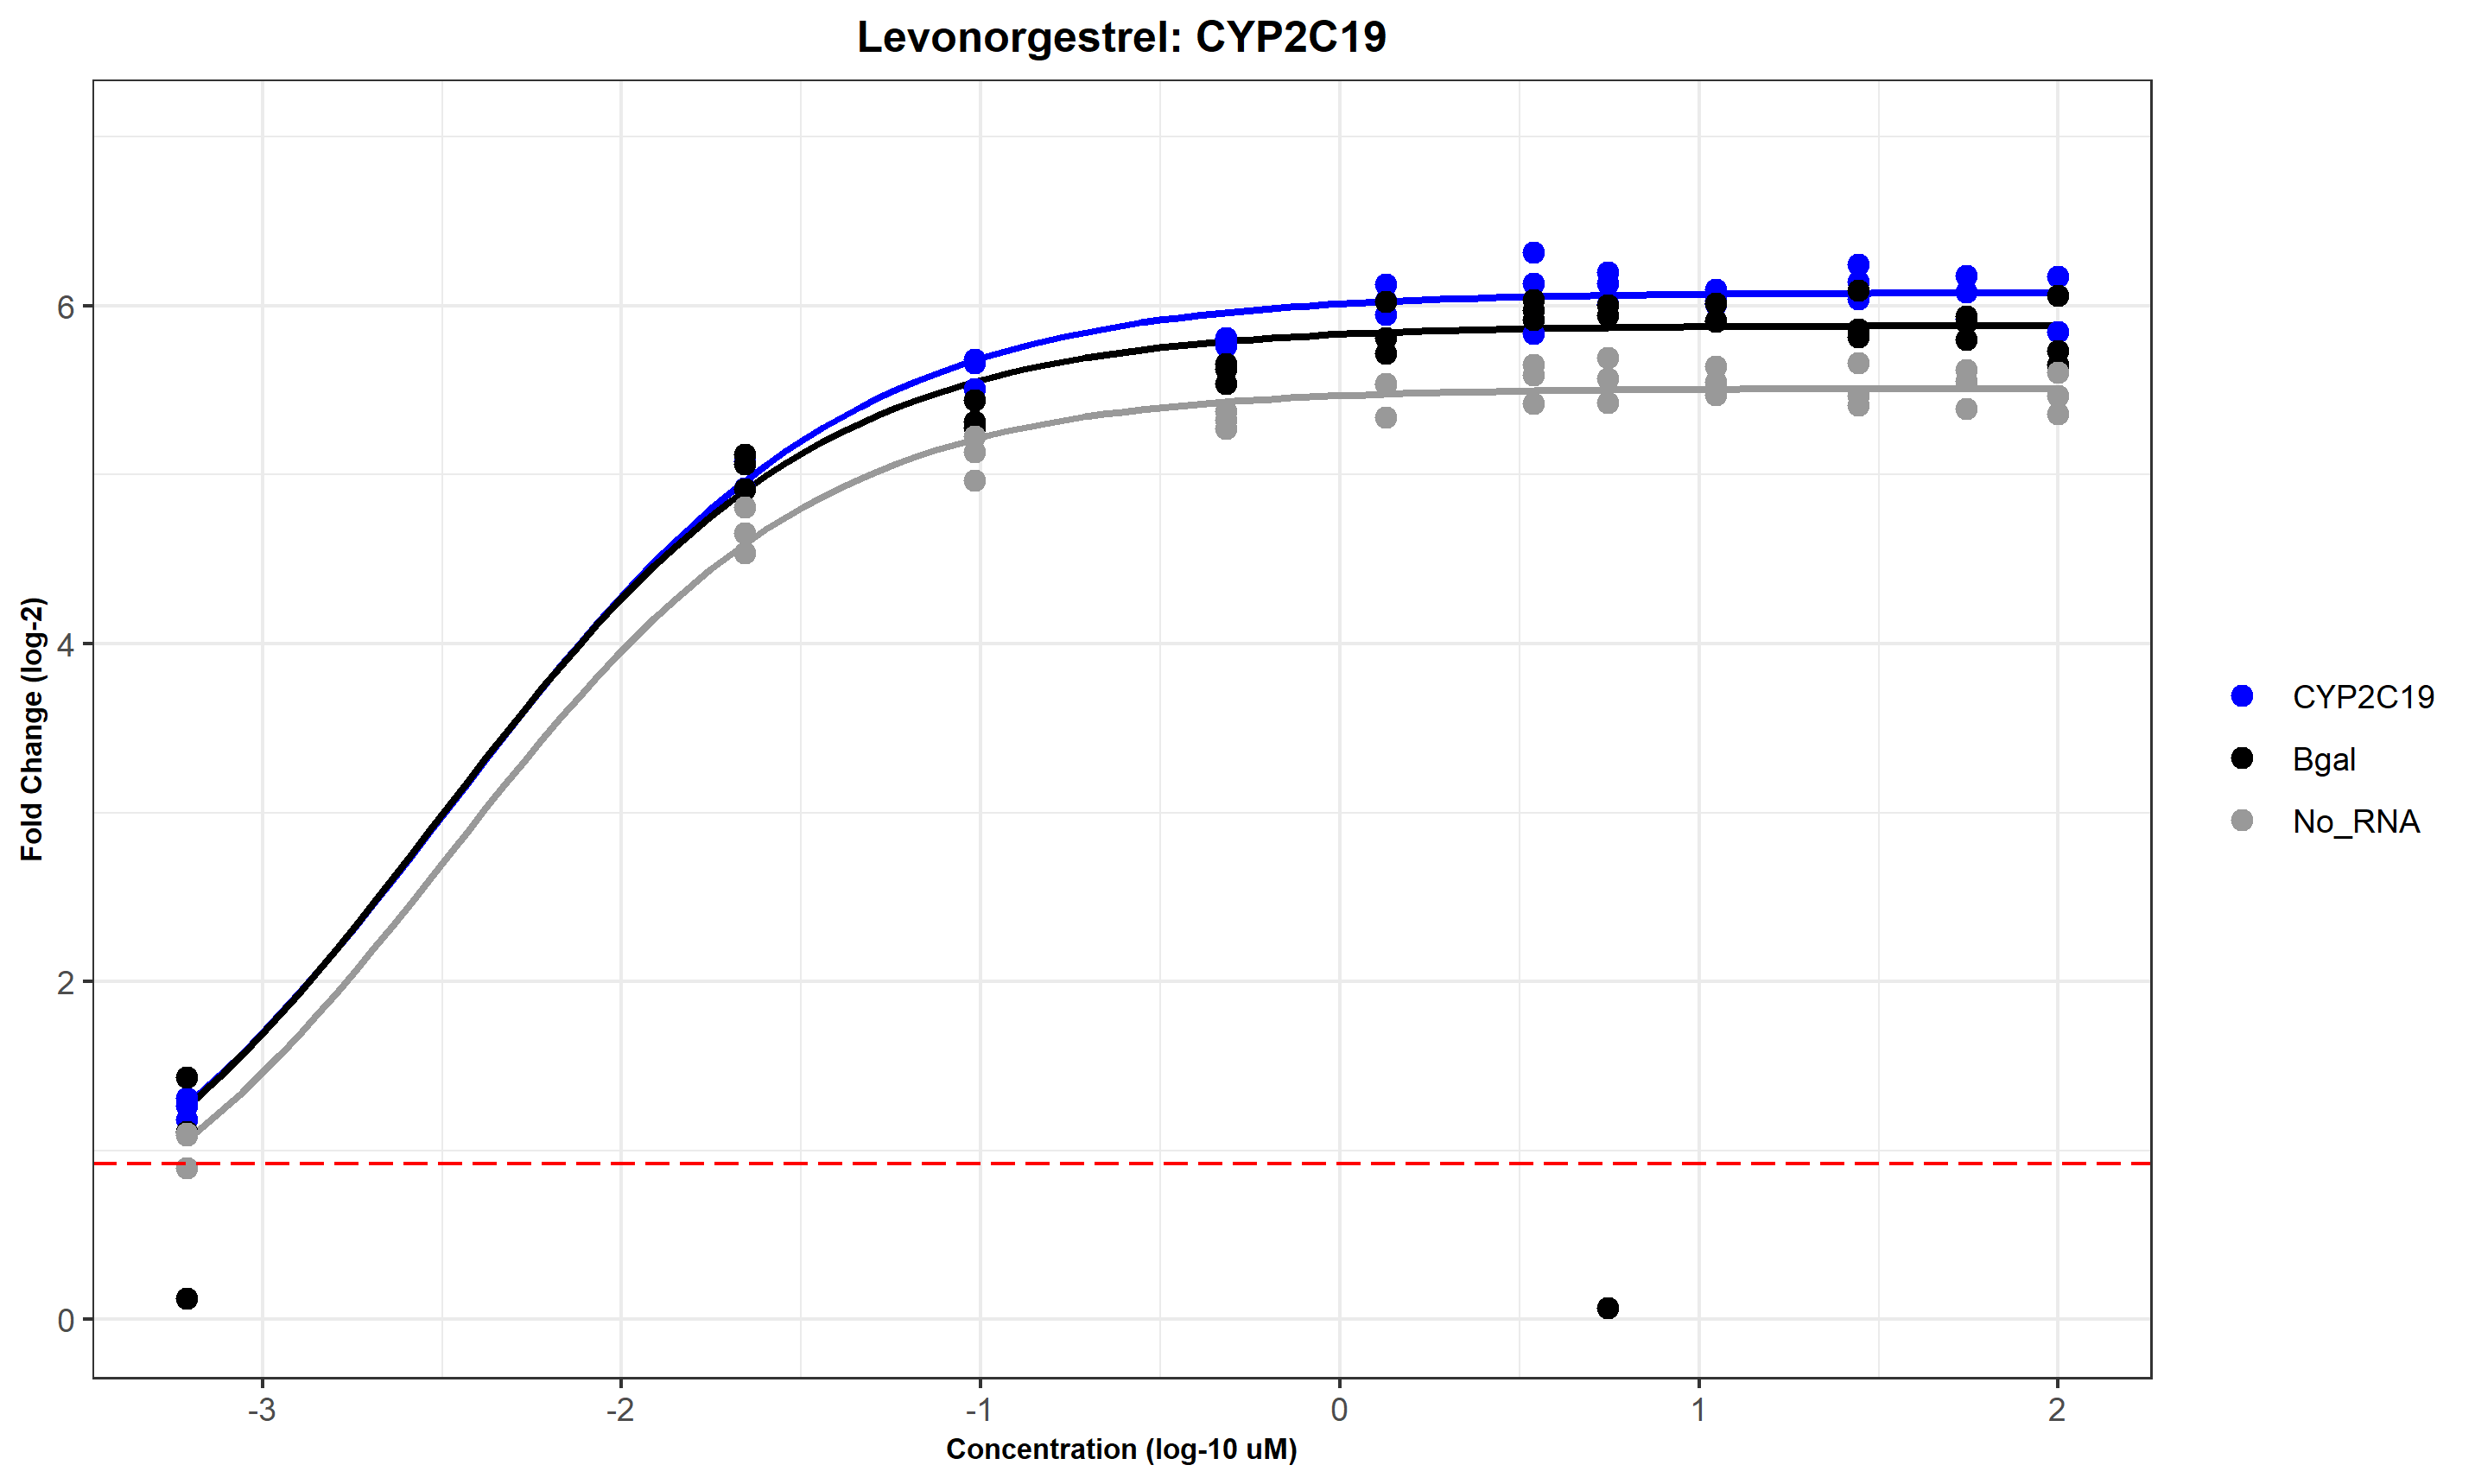 Levonorgestrel: CYP2C19
Fold Change (log-2)
6
4
2
0
-3
-2
-1
0
1
2
Concentration (log-10 uM)
CYP2C19
Bgal
No_RNA